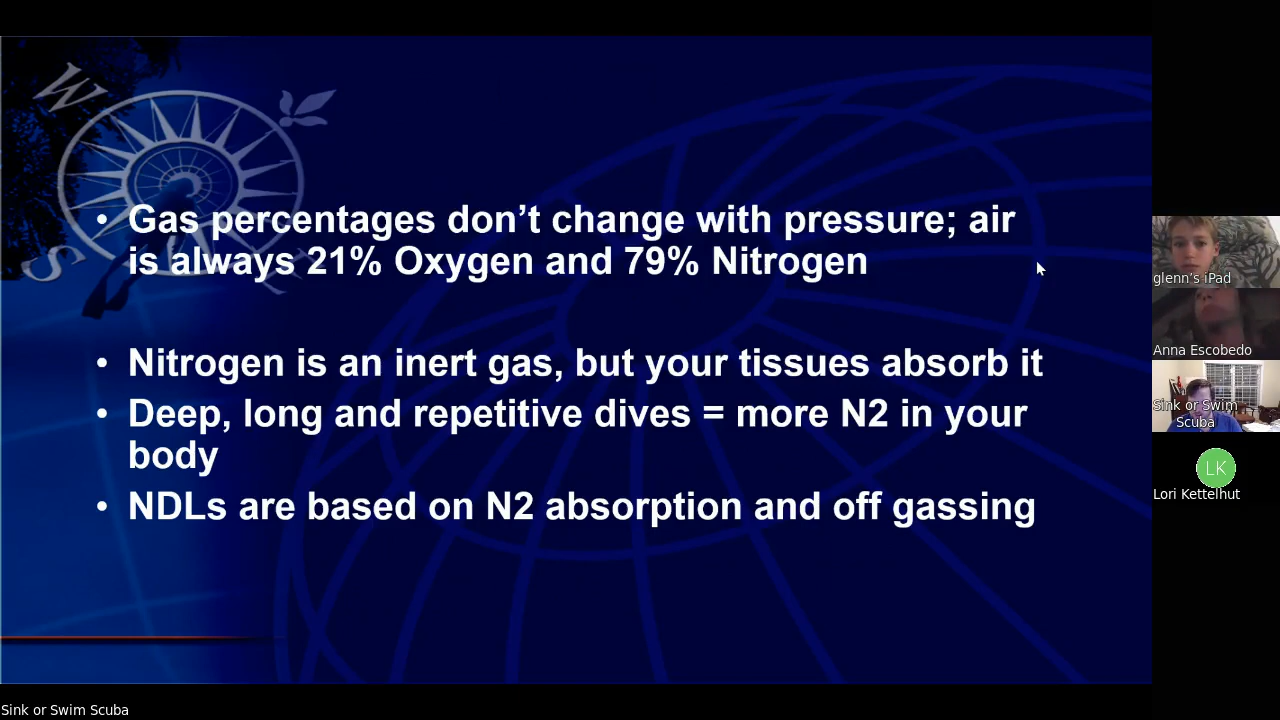 W
S
• Gas percentages don’t change with pressure; air
is always 21% Oxygen and 79% Nitrogen
• Nitrogen is an inert gas, but your tissues absorb it
• Deep, long and repetitive dives = more N2 in your
body
• NDLs are based on N2 absorption and off gassing
glenn’s iPad
Anna Escobedo
Sink or Swim
Scuba
LK
Lori Kettelhut
Sink or Swim Scuba